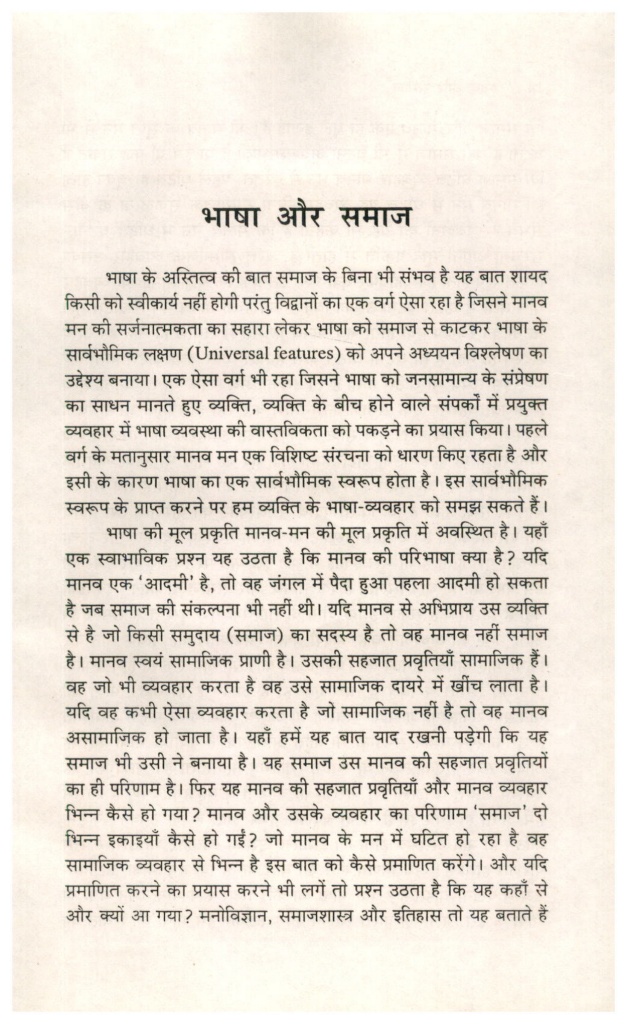 भाषा और समाज
भाषा के अस्तित्व की बात समाज के बिना भी संभव है यह बात शायद
किसी को स्वीकार्य नहीं होगी परंतु विद्वानों का एक वर्ग ऐसा रहा है जिसने मानव
मन की सर्जनात्मकता का सहारा लेकर भाषा को समाज से काटकर भाषा के
सार्वभौमिक लक्षण (Universal features) को अपने अध्ययन विश्लेषण का
उद्देश्य बनाया। एक ऐसा वर्ग भी रहा जिसने भाषा को जनसामान्य के संप्रेषण
का साधन मानते हुए व्यक्ति, व्यक्ति के बीच होने वाले संपर्कों में प्रयुक्त
व्यवहार में भाषा व्यवस्था की वास्तविकता को पकड़ने का प्रयास किया। पहले
वर्ग के मतानुसार मानव मन एक विशिष्ट संरचना को धारण किए रहता है और
इसी के कारण भाषा का एक सार्वभौमिक स्वरूप होता है। इस सार्वभौमिक
स्वरूप के प्राप्त करने पर हम व्यक्ति के भाषा-व्यवहार को समझ सकते हैं।
भाषा की मूल प्रकृति मानव-मन की मूल प्रकृति में अवस्थित है। यहाँ
एक स्वाभाविक प्रश्न यह उठता है कि मानव की परिभाषा क्या है? यदि
मानव एक ‘आदमी’ है, तो वह जंगल में पैदा हुआ पहला आदमी हो सकता
है जब समाज की संकल्पना भी नहीं थी। यदि मानव से अभिप्राय उस व्यक्ति
से है जो किसी समुदाय (समाज) का सदस्य है तो वह मानव नहीं समाज
है। मानव स्वयं सामाजिक प्राणी है। उसकी सहजात प्रवृतियाँ सामाजिक हैं।
वह जो भी व्यवहार करता है वह उसे सामाजिक दायरे में खींच लाता है।
यदि वह कभी ऐसा व्यवहार करता है जो सामाजिक नहीं है तो वह मानव
असामाजिक हो जाता है। यहाँ हमें यह बात याद रखनी पड़ेगी कि यह
समाज भी उसी ने बनाया है। यह समाज उस मानव की सहजात प्रवृतियों
का ही परिणाम है। फिर यह मानव की सहजात प्रवृतियाँ और मानव व्यवहार
भिन्न कैसे हो गया? मानव और उसके व्यवहार का परिणाम ‘समाज’ दो
भिन्न इकाइयाँ कैसे हो गईं? जो मानव के मन में घटित हो रहा है वह
सामाजिक व्यवहार से भिन्न है इस बात को कैसे प्रमाणित करेंगे। और यदि
प्रमाणित करने का प्रयास करने भी लगें तो प्रश्न उठता है कि यह कहाँ से
और क्यों आ गया? मनोविज्ञान, समाजशास्त्र और इतिहास तो यह बताते हैं